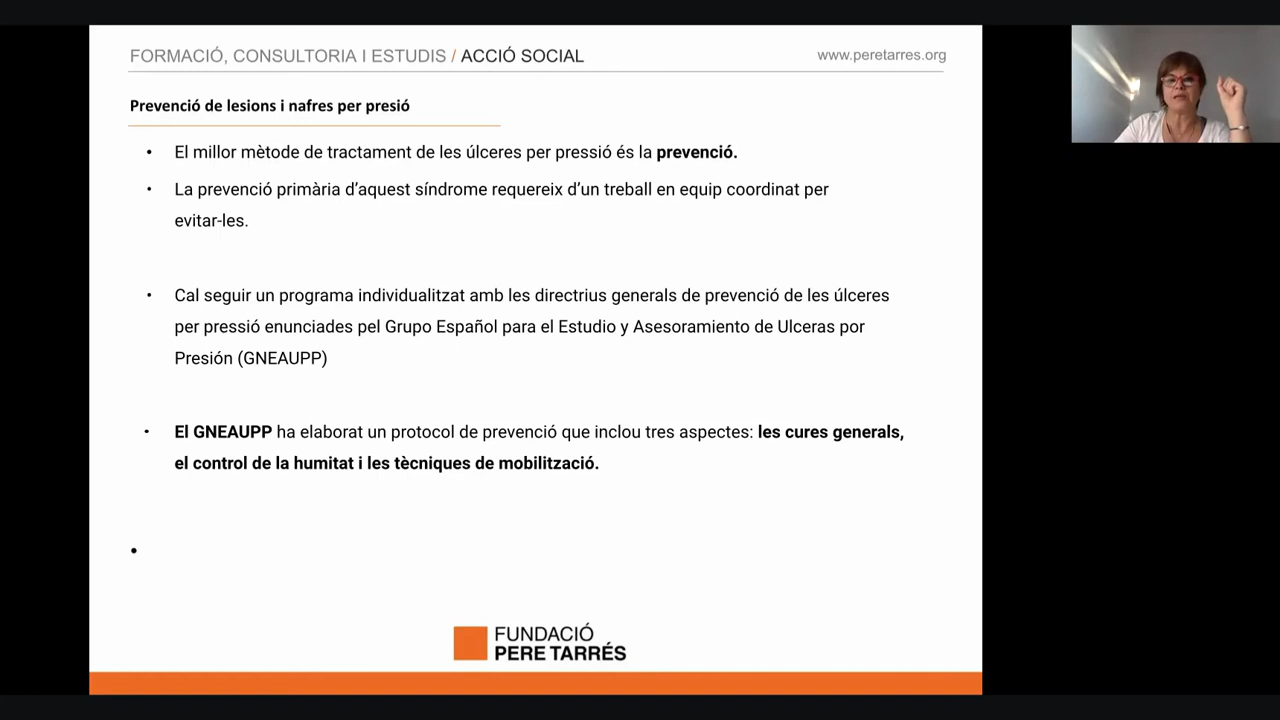 FORMACIÓ, CONSULTORIA I ESTUDIS / ACCIÓ SOCIAL
www.peretarres.org
Prevenció de lesions i nafres per presió
• El millor mètode de tractament de les úlceres per pressió és la prevenció.
• La prevenció primària d’aquest síndrome requereix d’un treball en equip coordinat per
evitar-les.
• Cal seguir un programa individualitzat amb les directrius generals de prevenció de les úlceres
per pressió enunciades pel Grupo Español para el Estudio y Asesoramiento de Ulceras por
Presión (GNEAUPP)
• El GNEAUPP ha elaborat un protocol de prevenció que inclou tres aspectes: les cures generals,
el control de la humitat i les tècniques de mobilització.
•
FUNDACIÓ
PERE TARRÉS